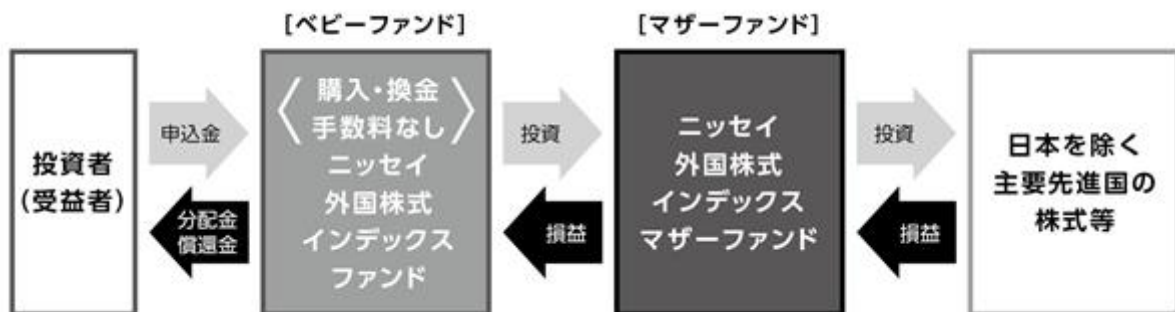 [ベビーファンド]
[マザーファンド]
投資者
(受益者)
申込金
分配金
償還金
〈購入・換金
手数料なし〉
ニッセイ
外国株式
インデックス
ファンド
投資
損益
ニッセイ
外国株式
インデックス
マザーファンド
投資
損益
日本を除く
主要先進国の
株式等